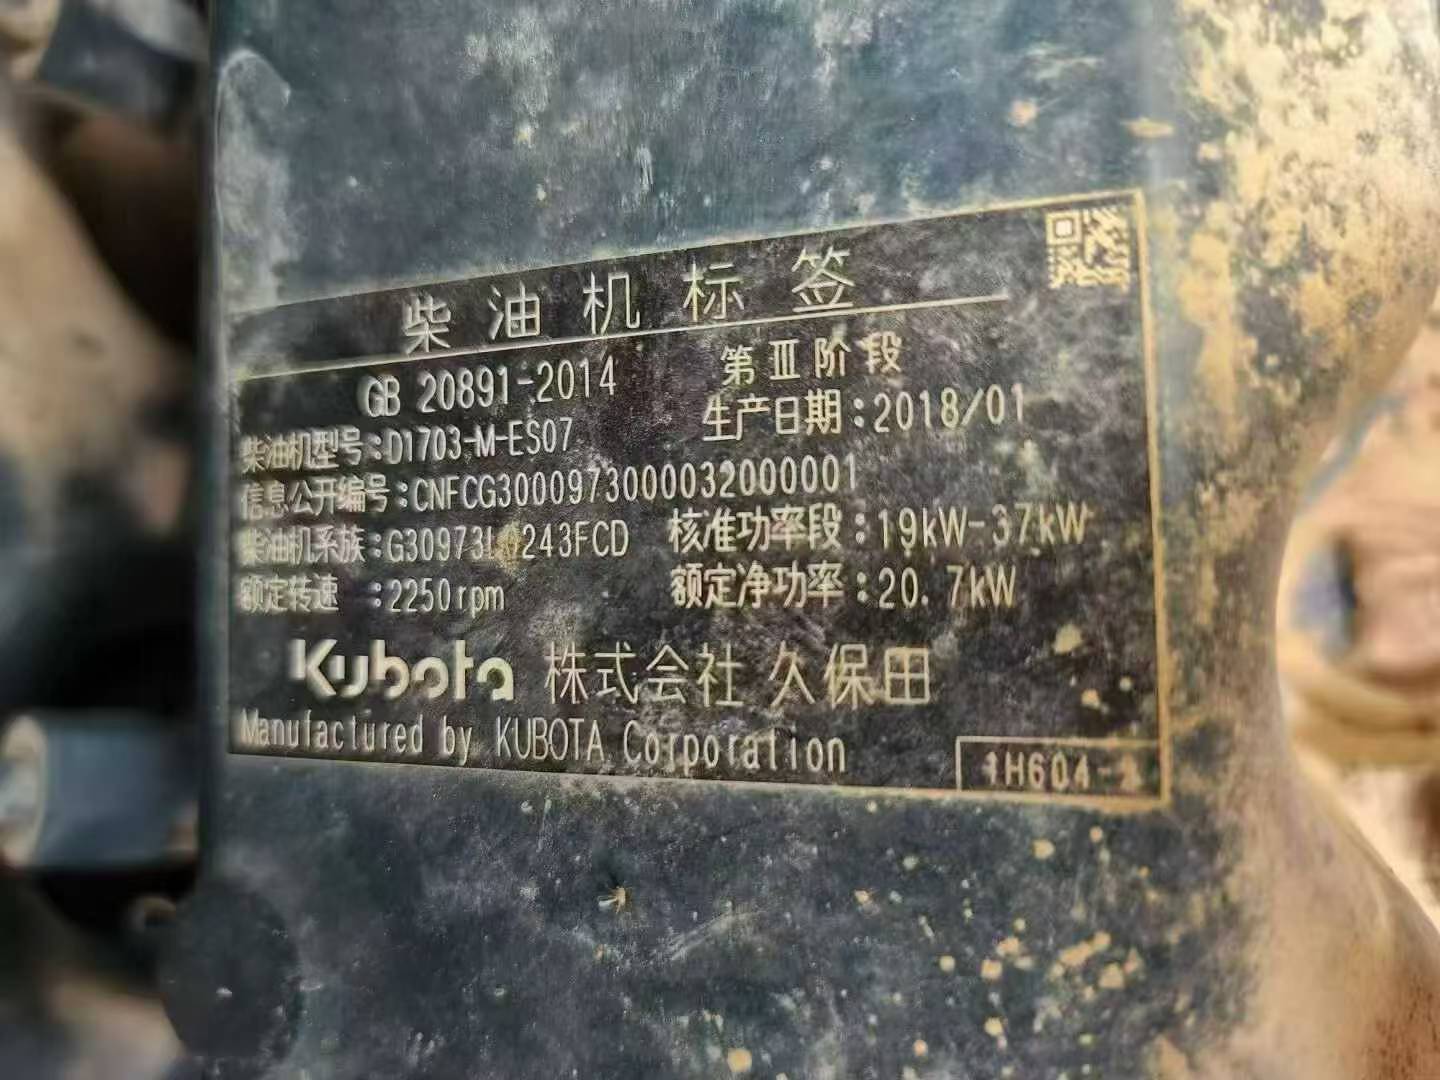 柴油机标签
GB 20891-2014 第Ⅲ阶段
柴油机型号:D1703-M-ES07 生产日期:2018/01
信息公开编号:CNFCG3000973000032000001
柴油机系族: 核准功率段:19kW-37kW
额定转速 :2250rpm 额定净功率:20.7kW
Kubota 株式会社 久保田
Manufactured by KUBOTA Corporation